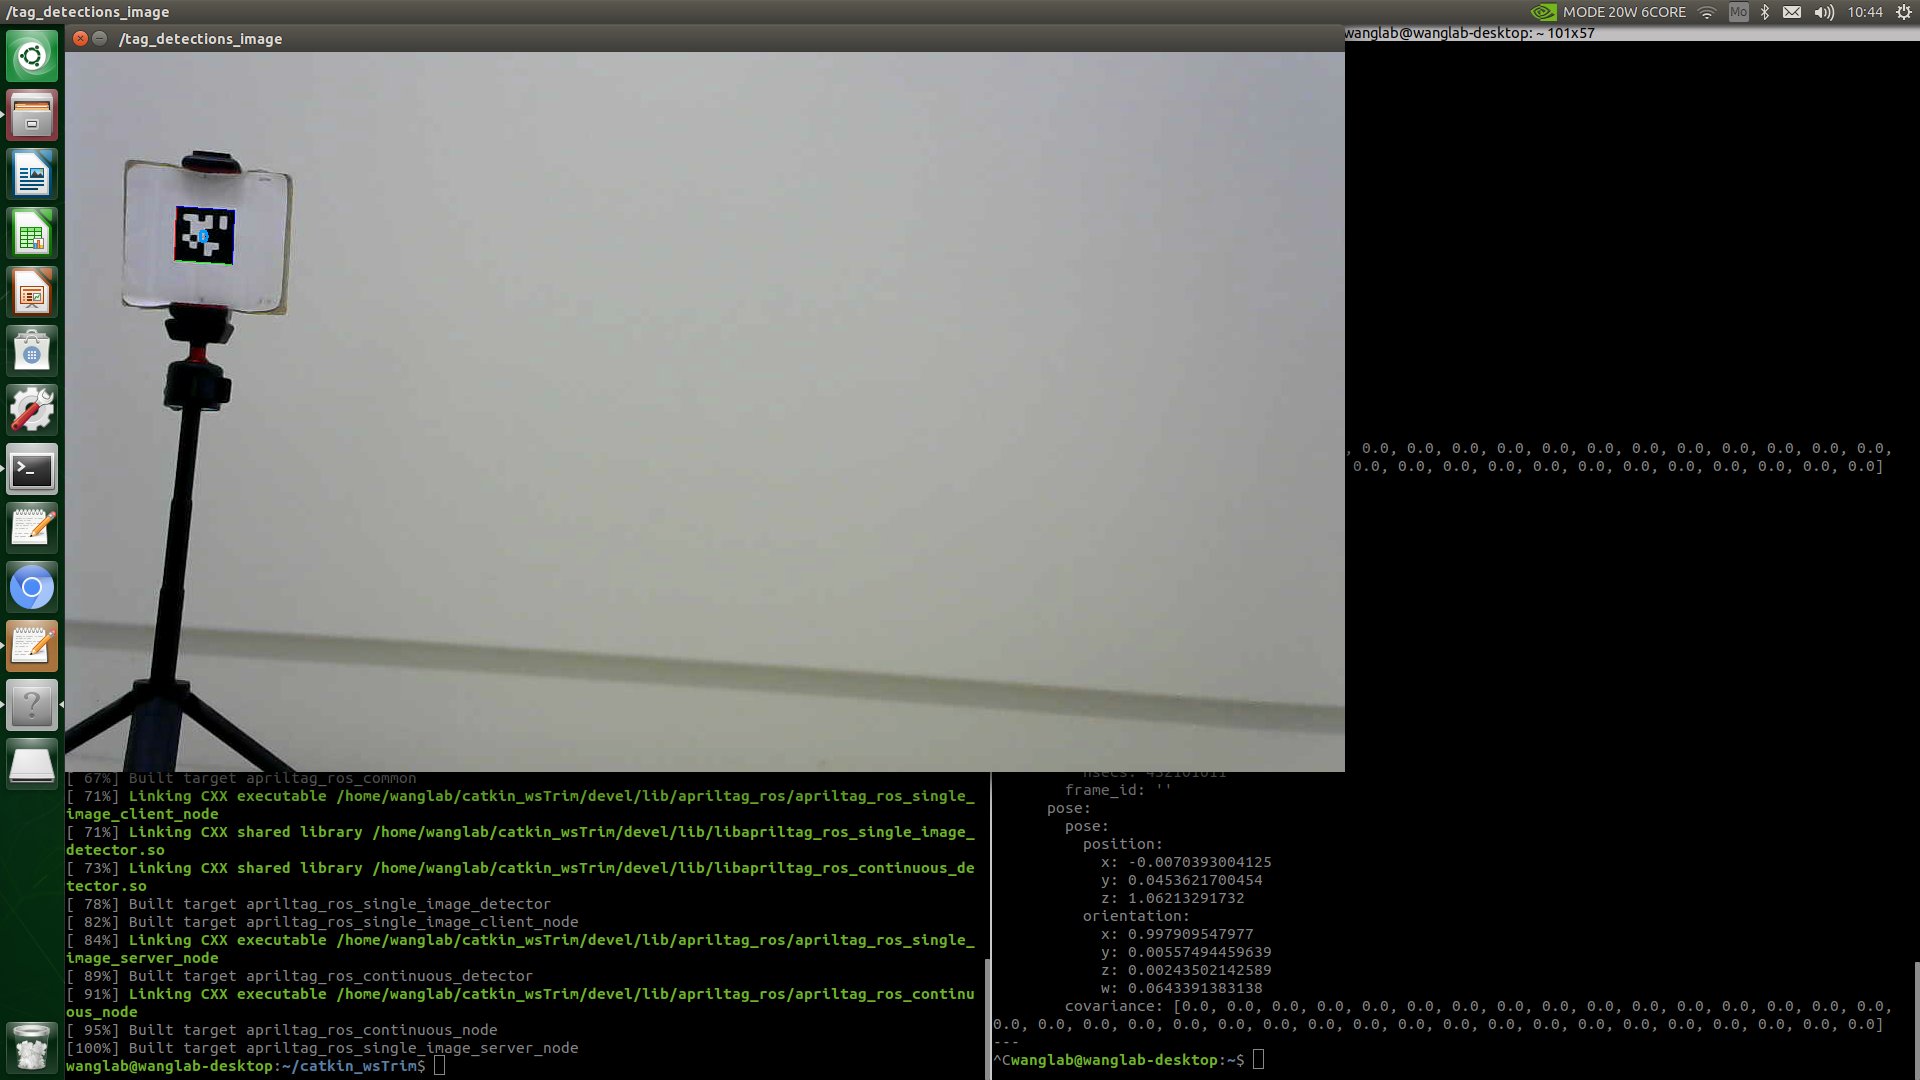 /tag_detections_image
MODE 20W 6CORE
Mo
10:44
/tag_detections_image
wanglab@wanglab-desktop: ~ 101x57
, 0.0, 0.0, 0.0, 0.0, 0.0, 0.0, 0.0, 0.0, 0.0, 0.0, 0.0, 0.0,
0.0, 0.0, 0.0, 0.0, 0.0, 0.0, 0.0, 0.0, 0.0, 0.0, 0.0, 0.0]
[ 67%] Built target apriltag_ros_common
[ 71%] Linking CXX executable /home/wanglab/catkin_wsTrim/devel/lib/apriltag_ros/apriltag_ros_single_
image_client_node
[ 71%] Linking CXX shared library /home/wanglab/catkin_wsTrim/devel/lib/libapriltag_ros_single_image_
detector.so
[ 73%] Linking CXX shared library /home/wanglab/catkin_wsTrim/devel/lib/libapriltag_ros_continuous_de
tector.so
[ 78%] Built target apriltag_ros_single_image_detector
[ 82%] Built target apriltag_ros_single_image_client_node
[ 84%] Linking CXX executable /home/wanglab/catkin_wsTrim/devel/lib/apriltag_ros/apriltag_ros_single_
image_server_node
[ 89%] Built target apriltag_ros_continuous_detector
[ 91%] Linking CXX executable /home/wanglab/catkin_wsTrim/devel/lib/apriltag_ros/apriltag_ros_continu
ous_node
[ 95%] Built target apriltag_ros_continuous_node
[100%] Built target apriltag_ros_single_image_server_node
wanglab@wanglab-desktop:~/catkin_wsTrim$
nsecs: 432101011
frame_id: ''
pose:
pose:
position:
x: -0.0070393004125
y: 0.0453621700454
z: 1.06213291732
orientation:
x: 0.997909547977
y: 0.00557494459639
z: 0.00243502142589
w: 0.0643391383138
covariance: [0.0, 0.0, 0.0, 0.0, 0.0, 0.0, 0.0, 0.0, 0.0, 0.0, 0.0, 0.0, 0.0, 0.0, 0.0, 0.0,
0.0, 0.0, 0.0, 0.0, 0.0, 0.0, 0.0, 0.0, 0.0, 0.0, 0.0, 0.0, 0.0, 0.0, 0.0, 0.0, 0.0, 0.0, 0.0, 0.0]
---
^Cwanglab@wanglab-desktop:~$